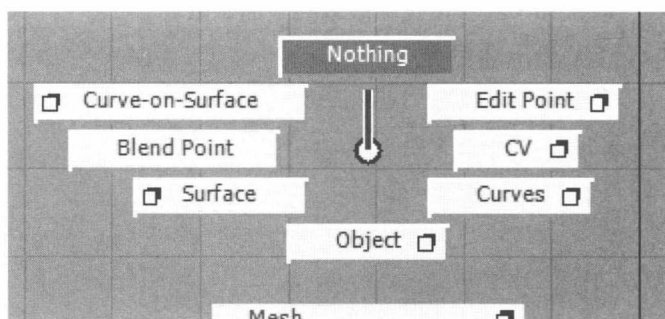 Nothing
Curve-on-Surface Edit Point
Blend Point CV
Surface Curves
Object
Mesh